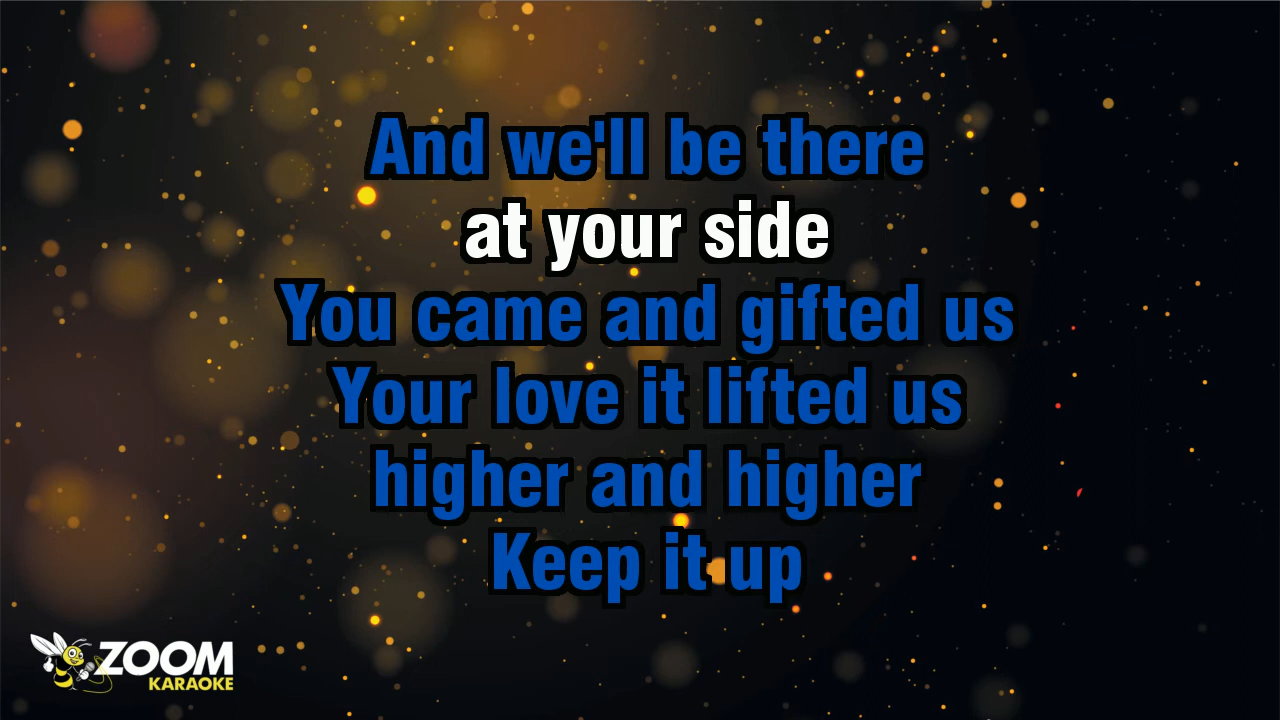 And we'll be there
at your side
You came and gifted us
Your love it lifted us
higher and higher
Keep it up
ZOOM
KARAOKE